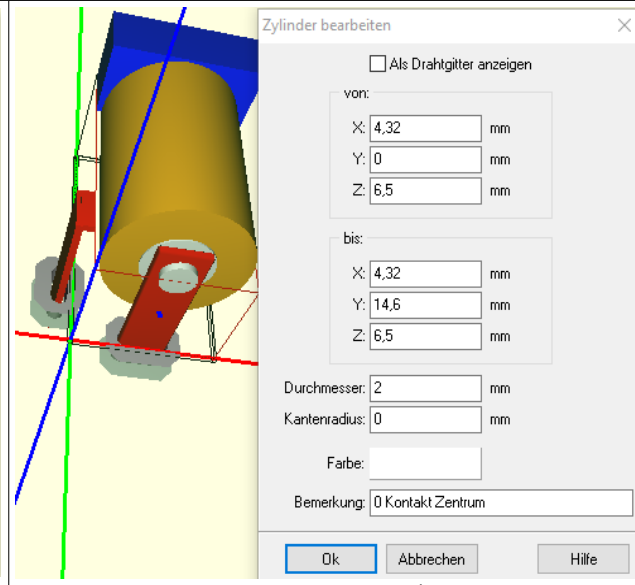 Zylinder bearbeiten
Als Drahtgitter anzeigen
von:
X: 4,32 mm
Y: 0 mm
Z: 6,5 mm
bis:
X: 4,32 mm
Y: 14,6 mm
Z: 6,5 mm
Durchmesser: 2 mm
Kantenradius: 0 mm
Farbe:
Bemerkung: 0 Kontakt Zentrum
Ok Abbrechen Hilfe